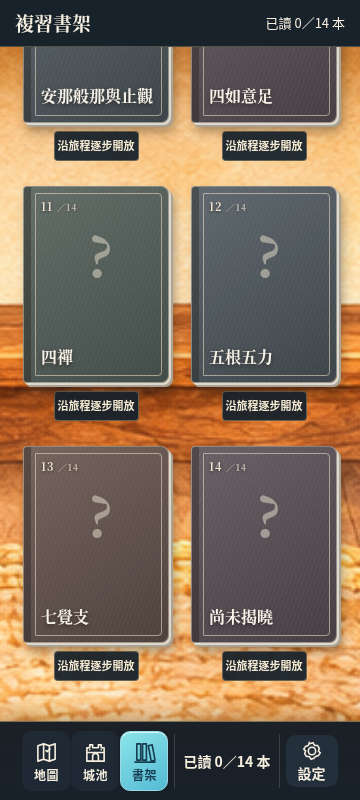 複習書架
已讀 0／14 本
安那般那與止觀
四如意足
沿旅程逐步開放
沿旅程逐步開放
11 ／14
12 ／14
?
?
四禪
五根五力
沿旅程逐步開放
沿旅程逐步開放
13 ／14
14 ／14
?
?
七覺支
尚未揭曉
沿旅程逐步開放
沿旅程逐步開放
地圖
城池
書架
已讀 0／14 本
設定